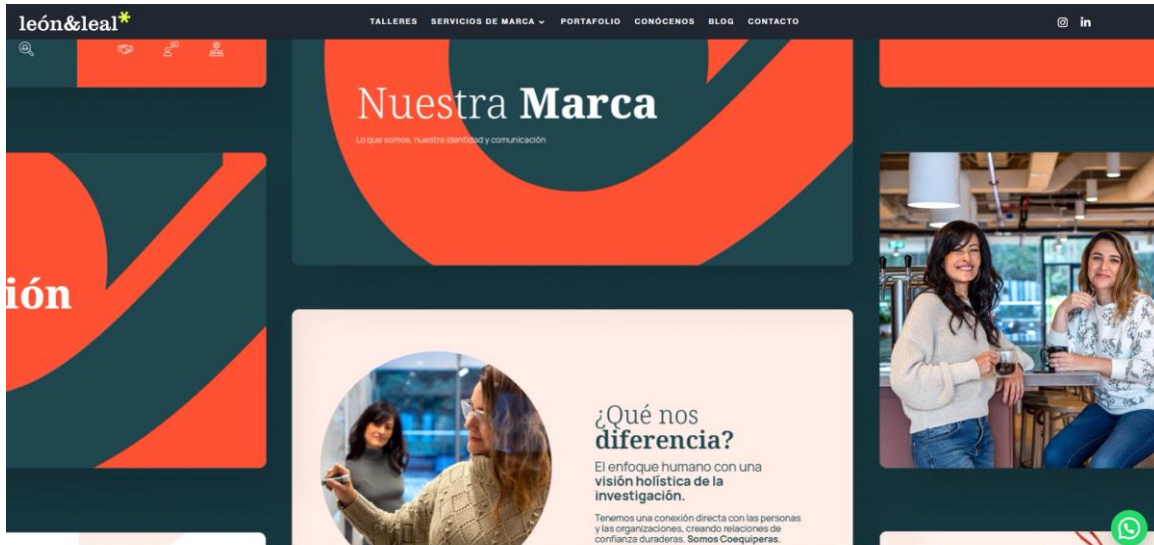 león&leal*
TALLERES SERVICIOS DE MARCA PORTAFOLIO CONÓCENOS BLOG CONTACTO
in
Nuestra Marca
Lo que somos, nuestra identidad y comunicación
ión
¿Qué nos
diferencia?
El enfoque humano con una
visión holística de la
investigación.
Tenemos una conexión directa con las personas
y las organizaciones, creando relaciones de
confianza duraderas. Somos Coequiperas.